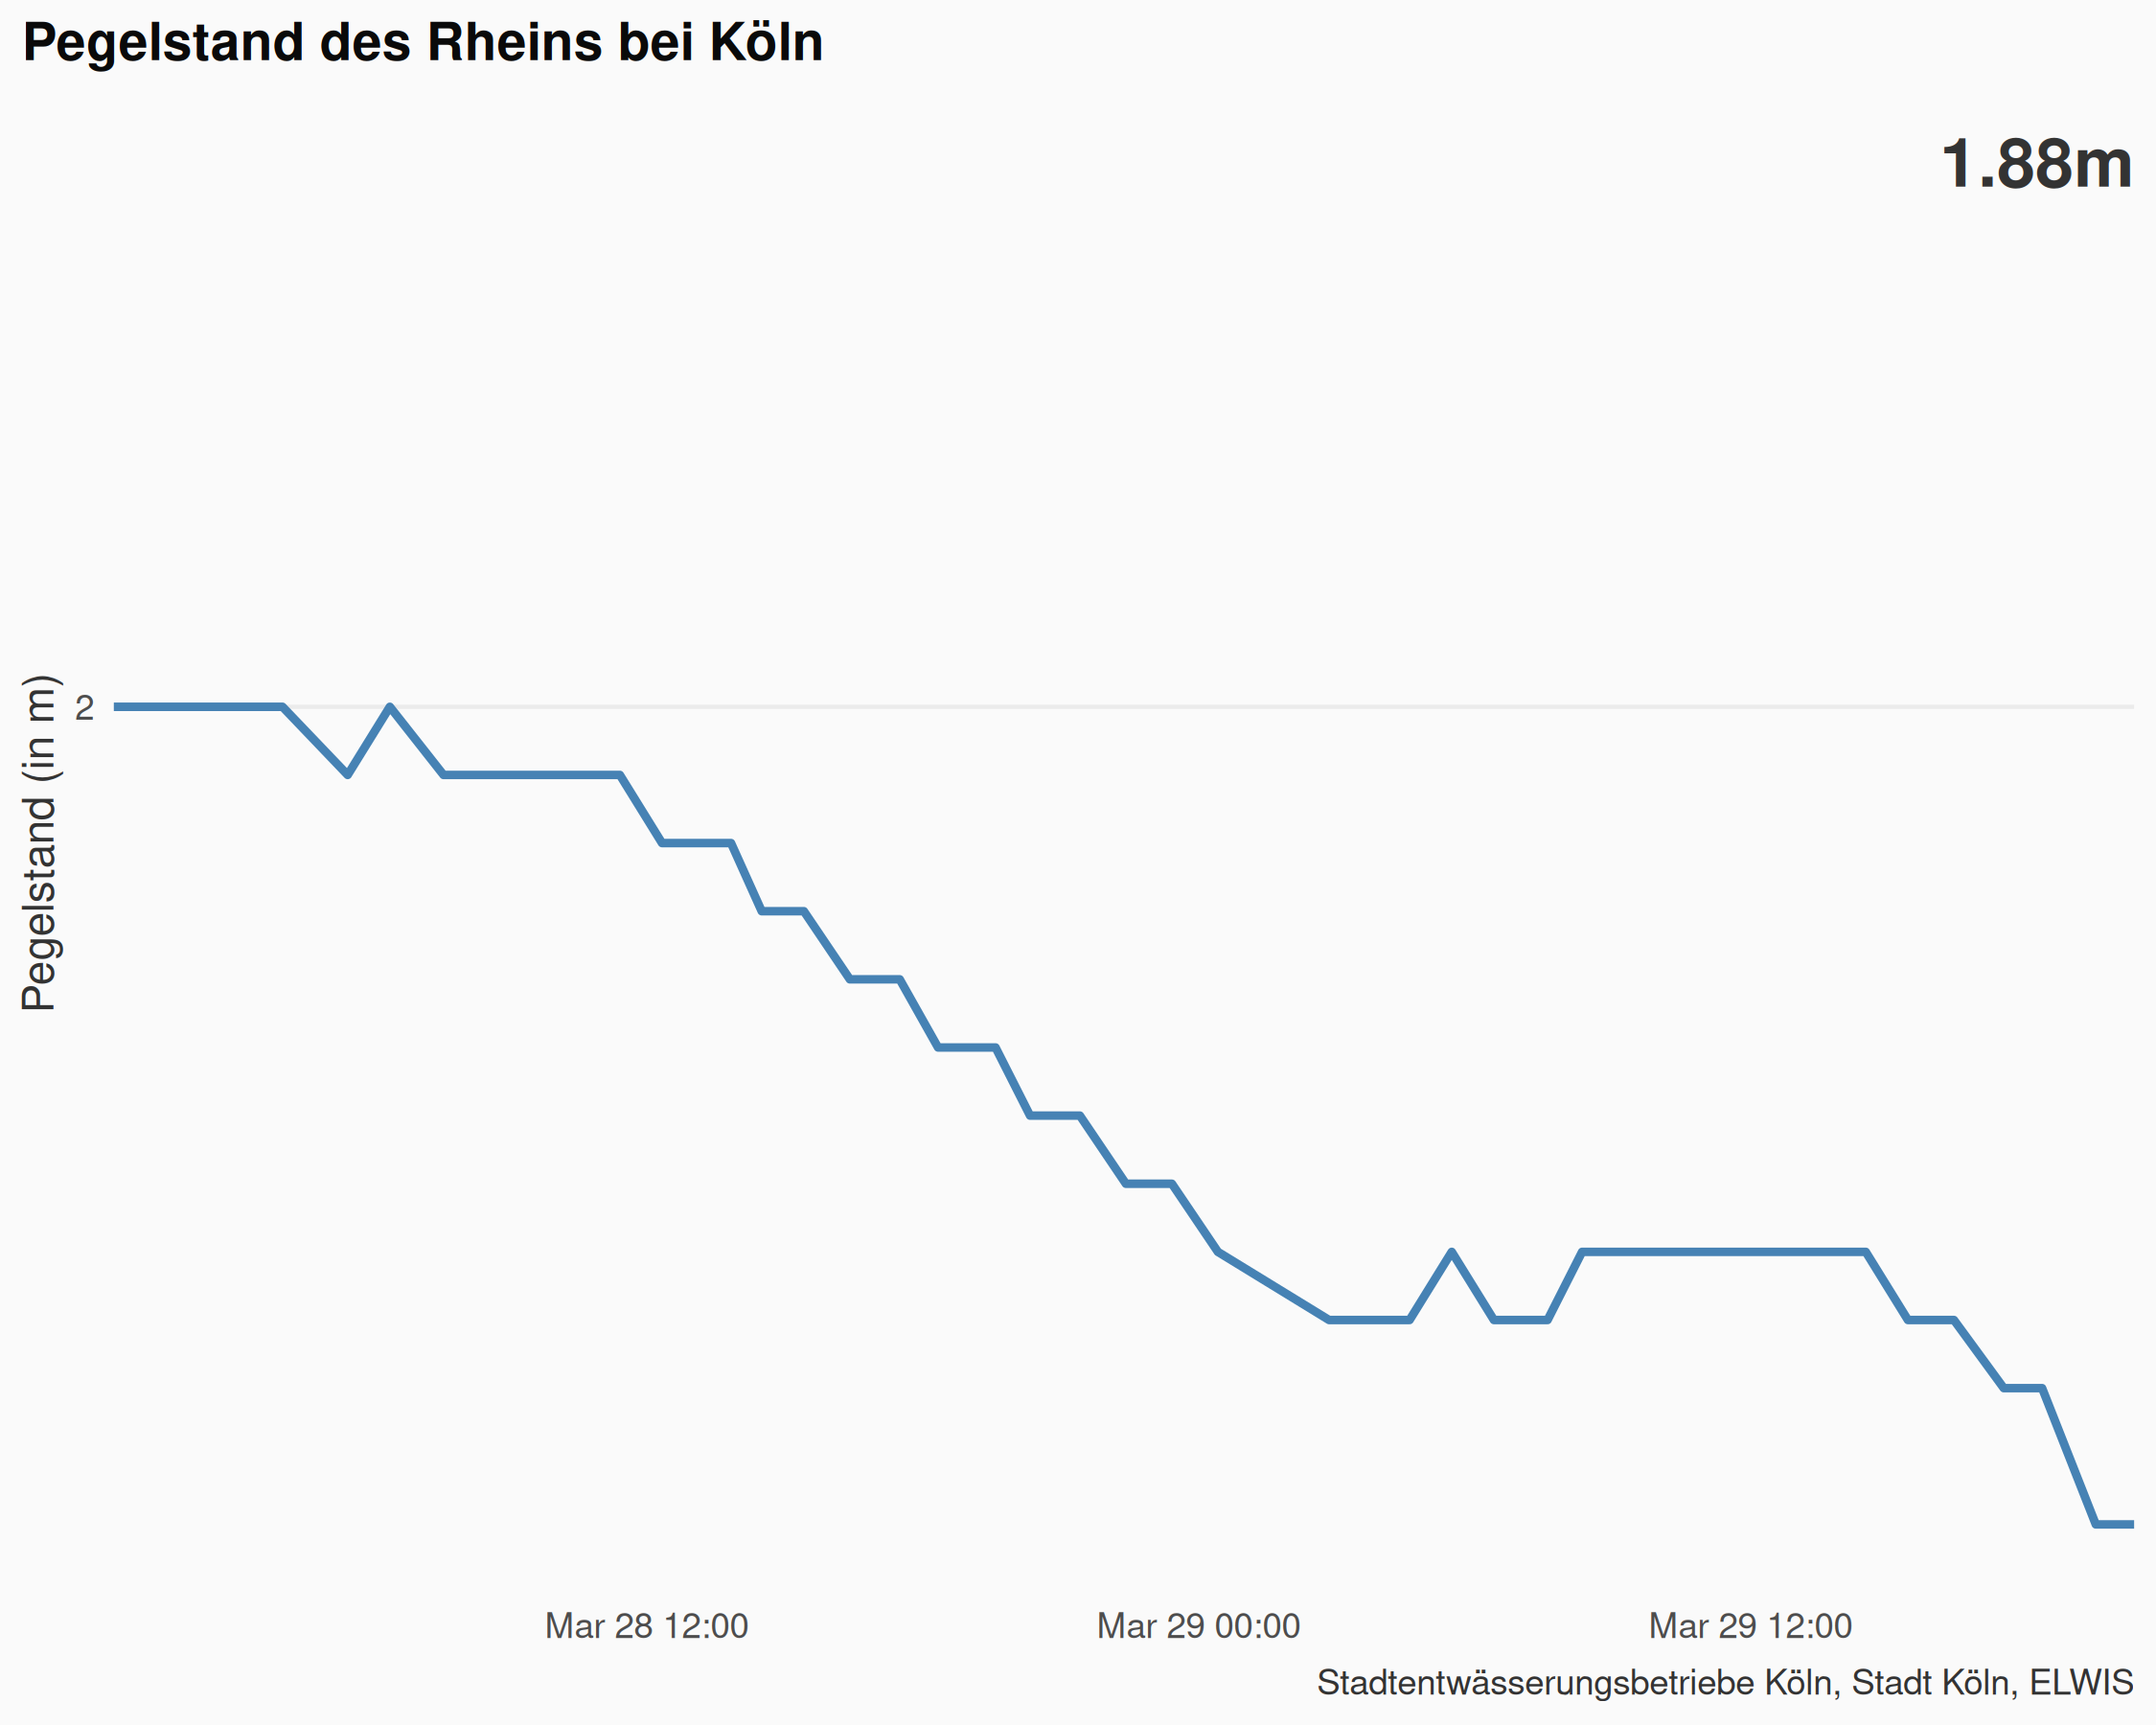 Pegelstand des Rheins bei Köln
1.88m
Pegelstand (in m)
2
Mar 28 12:00
Mar 29 00:00
Mar 29 12:00
Stadtentwässerungsbetriebe Köln, Stadt Köln, ELWIS